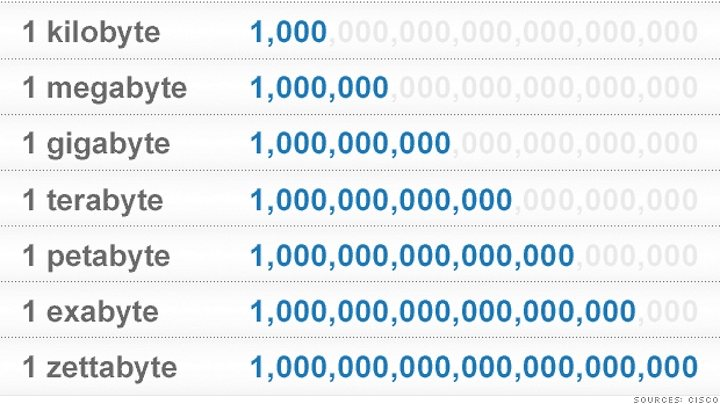 1 kilobyte 1,000,000,000,000,000,000,000
1 megabyte 1,000,000,000,000,000,000,000
1 gigabyte 1,000,000,000,000,000,000,000
1 terabyte 1,000,000,000,000,000,000,000
1 petabyte 1,000,000,000,000,000,000,000
1 exabyte 1,000,000,000,000,000,000,000
1 zettabyte 1,000,000,000,000,000,000,000
SOURCES: CISCO